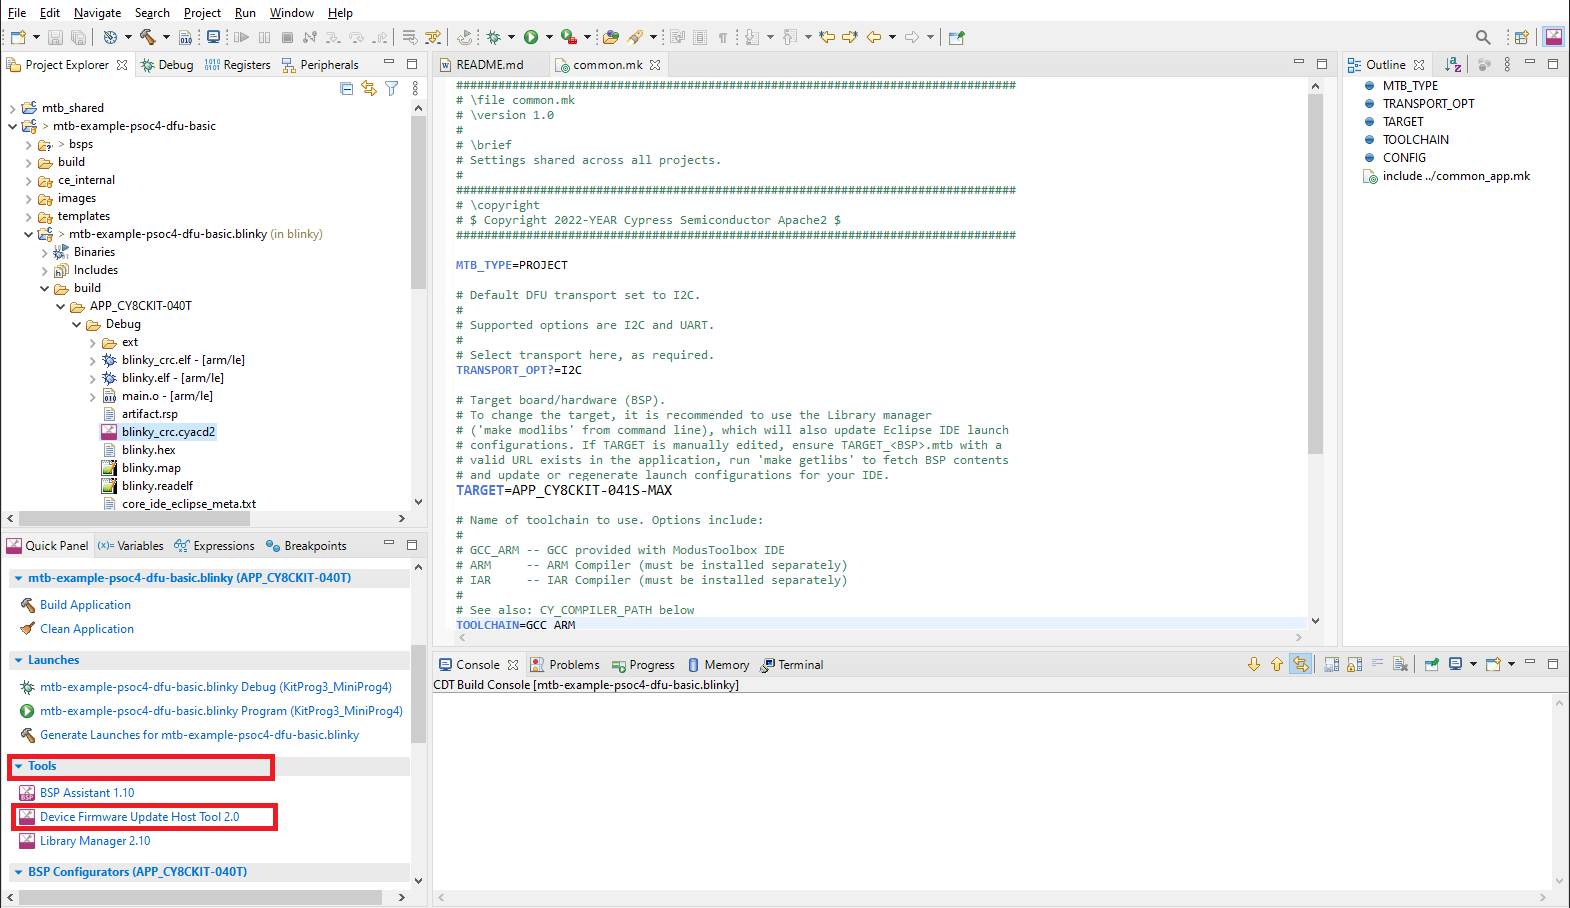 File Edit Navigate Search Project Run Window Help
Project Explorer Debug Registers Peripherals
mtb_shared
> mtb-example-psoc4-dfu-basic
> bsps
build
ce_internal
images
templates
> mtb-example-psoc4-dfu-basic.blinky (in blinky)
Binaries
Includes
build
APP_CY8CKIT-040T
Debug
ext
blinky_crc.elf - [arm/le]
blinky.elf - [arm/le]
main.o - [arm/le]
artifact.rsp
blinky_crc.cyacd2
blinky.hex
blinky.map
blinky.readelf
core_ide_eclipse_meta.txt
README.md common.mk
################################################################################
# \file common.mk
# \version 1.0
#
# \brief
# Settings shared across all projects.
#
################################################################################
# \copyright
# $ Copyright 2022-YEAR Cypress Semiconductor Apache2 $
################################################################################
MTB_TYPE=PROJECT
# Default DFU transport set to I2C.
#
# Supported options are I2C and UART.
#
# Select transport here, as required.
TRANSPORT_OPT?=I2C
# Target board/hardware (BSP).
# To change the target, it is recommended to use the Library manager
# ('make modlibs' from command line), which will also update Eclipse IDE launch
# configurations. If TARGET is manually edited, ensure TARGET_<BSP>.mtb with a
# valid URL exists in the application, run 'make getlibs' to fetch BSP contents
# and update or regenerate launch configurations for your IDE.
TARGET=APP_CY8CKIT-041S-MAX
# Name of toolchain to use. Options include:
#
# GCC_ARM -- GCC provided with ModusToolbox IDE
# ARM     -- ARM Compiler (must be installed separately)
# IAR     -- IAR Compiler (must be installed separately)
#
# See also: CY_COMPILER_PATH below
TOOLCHAIN=GCC_ARM
Outline
MTB_TYPE
TRANSPORT_OPT
TARGET
TOOLCHAIN
CONFIG
include ../common_app.mk
Quick Panel (x)= Variables Expressions Breakpoints
mtb-example-psoc4-dfu-basic.blinky (APP_CY8CKIT-040T)
Build Application
Clean Application
Launches
mtb-example-psoc4-dfu-basic.blinky Debug (KitProg3_MiniProg4)
mtb-example-psoc4-dfu-basic.blinky Program (KitProg3_MiniProg4)
Generate Launches for mtb-example-psoc4-dfu-basic.blinky
Tools
BSP Assistant 1.10
Device Firmware Update Host Tool 2.0
Library Manager 2.10
BSP Configurators (APP_CY8CKIT-040T)
Console Problems Progress Memory Terminal
CDT Build Console [mtb-example-psoc4-dfu-basic.blinky]